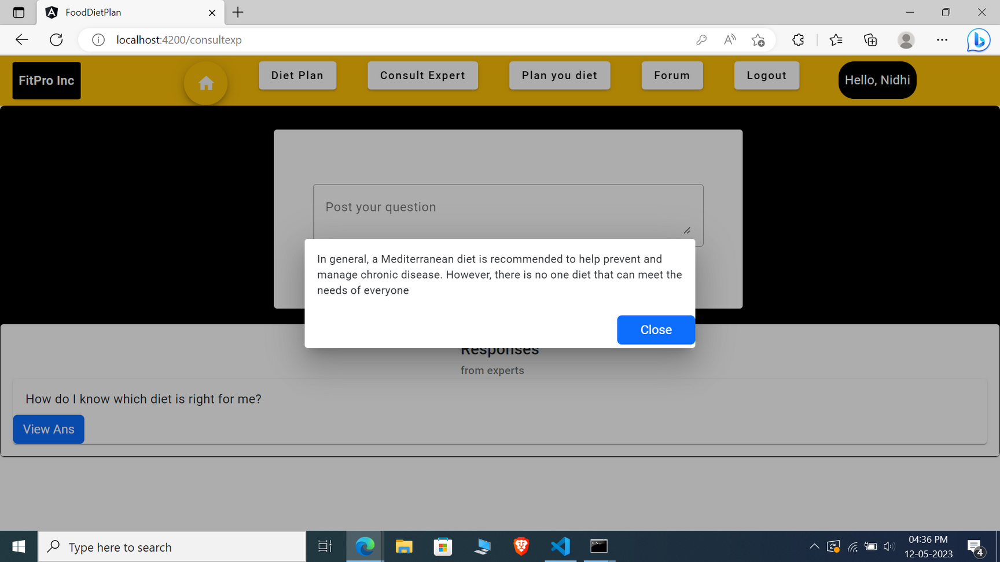 FoodDietPlan
localhost:4200/consultexp
FitPro Inc
Diet Plan
Consult Expert
Plan you diet
Forum
Logout
Hello, Nidhi
Post your question
In general, a Mediterranean diet is recommended to help prevent and
manage chronic disease. However, there is no one diet that can meet the
needs of everyone
Close
Responses
from experts
How do I know which diet is right for me?
View Ans
Type here to search
04:36 PM
12-05-2023
4